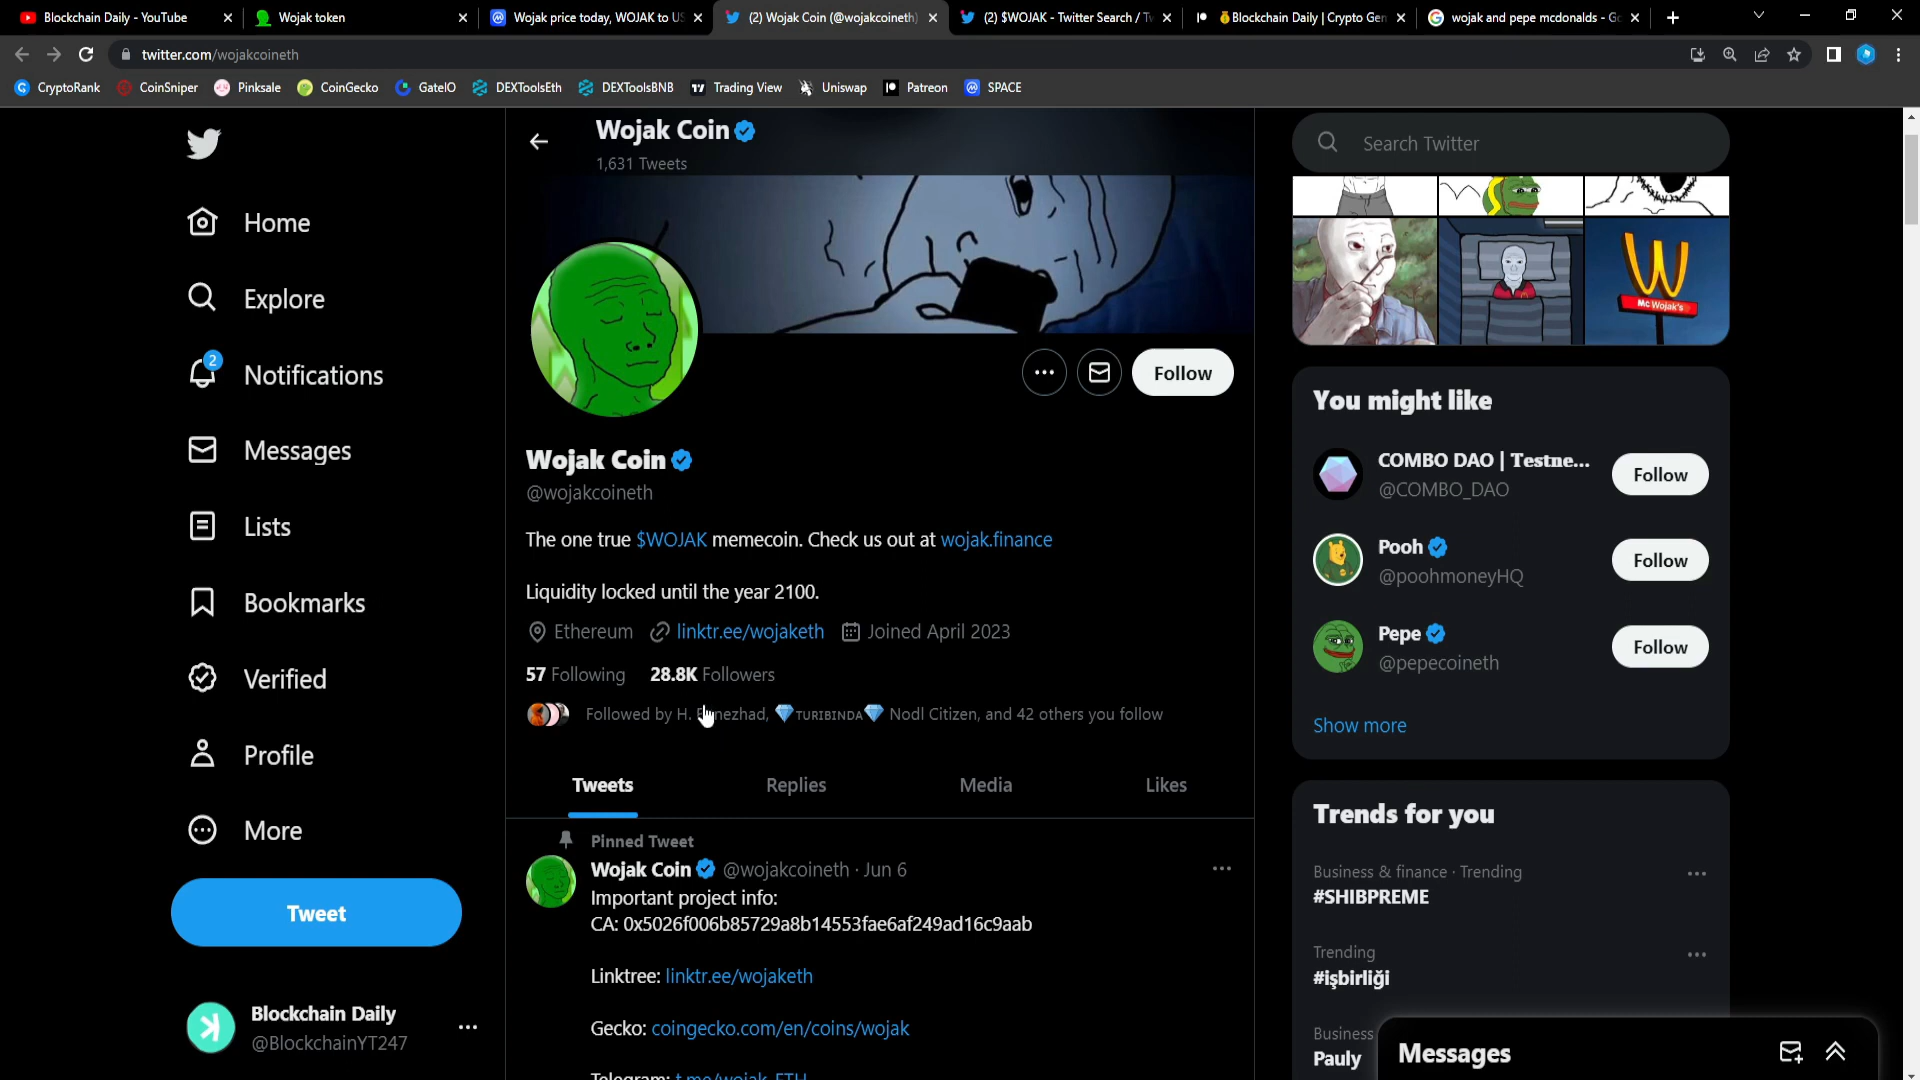 Blockchain Daily - YouTube
Wojak token
Wojak price today, WOJAK to US
(2) Wojak Coin (@wojakcoineth)
(2) $WOJAK - Twitter Search / Tw
Blockchain Daily | Crypto Gem
wojak and pepe mcdonalds - Go
twitter.com/wojakcoineth
CryptoRank
CoinSniper
Pinksale
CoinGecko
GateIO
DEXToolsEth
DEXToolsBNB
Trading View
Uniswap
Patreon
SPACE
Home
Explore
2
Notifications
Messages
Lists
Bookmarks
Verified
Profile
More
Tweet
Blockchain Daily
@BlockchainYT247
Wojak Coin
1,631 Tweets
Follow
Wojak Coin
@wojakcoineth
The one true $WOJAK memecoin. Check us out at wojak.finance
Liquidity locked until the year 2100.
Ethereum linktr.ee/wojaketh Joined April 2023
57 Following 28.8K Followers
Followed by H. nezhad, 💎TURIBINDA💎 Nodl Citizen, and 42 others you follow
Tweets Replies Media Likes
Pinned Tweet
Wojak Coin @wojakcoineth · Jun 6
Important project info:
CA: 0x5026f006b85729a8b14553fae6af249ad16c9aab
Linktree: linktr.ee/wojaketh
Gecko: coingecko.com/en/coins/wojak
Telegram: t.me/wojak_ETH
Search Twitter
Mc Wojak's
You might like
COMBO DAO | Testne...
@COMBO_DAO
Follow
Pooh
@poohmoneyHQ
Follow
Pepe
@pepecoineth
Follow
Show more
Trends for you
Business & finance · Trending
#SHIBPREME
Trending
#işbirliği
Business
Pauly
Messages